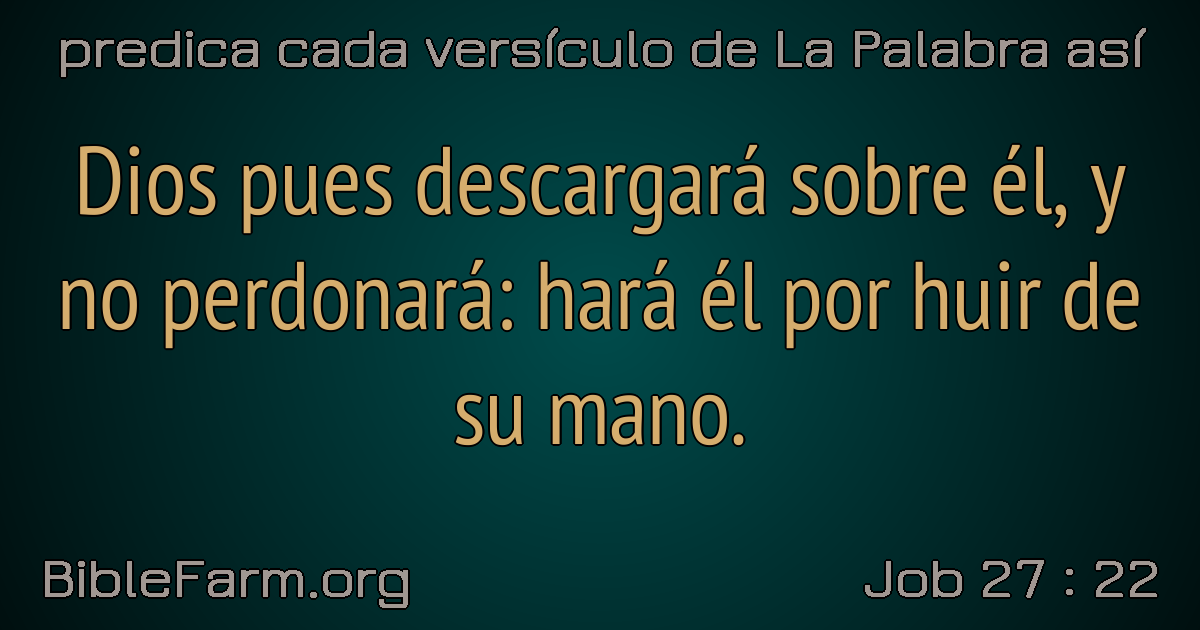 predica cada versículo de La Palabra así
Dios pues descargará sobre él, y
no perdonará: hará él por huir de
su mano.
BibleFarm.org
Job 27 : 22